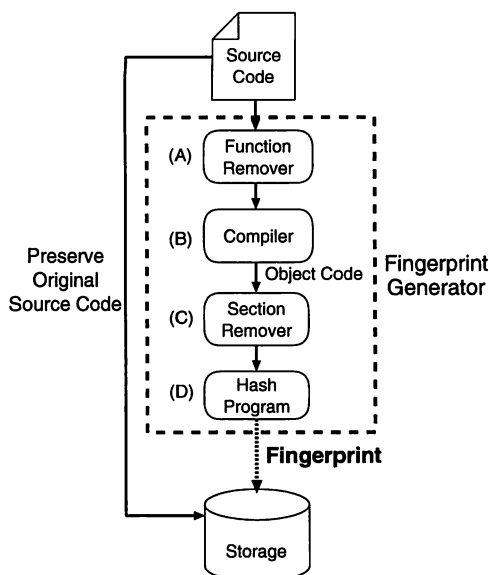 Source
Code
(A)
Function
Remover
(B)
Compiler
Preserve
Original
Source Code
Object Code
Fingerprint
Generator
(C)
Section
Remover
(D)
Hash
Program
Fingerprint
Storage